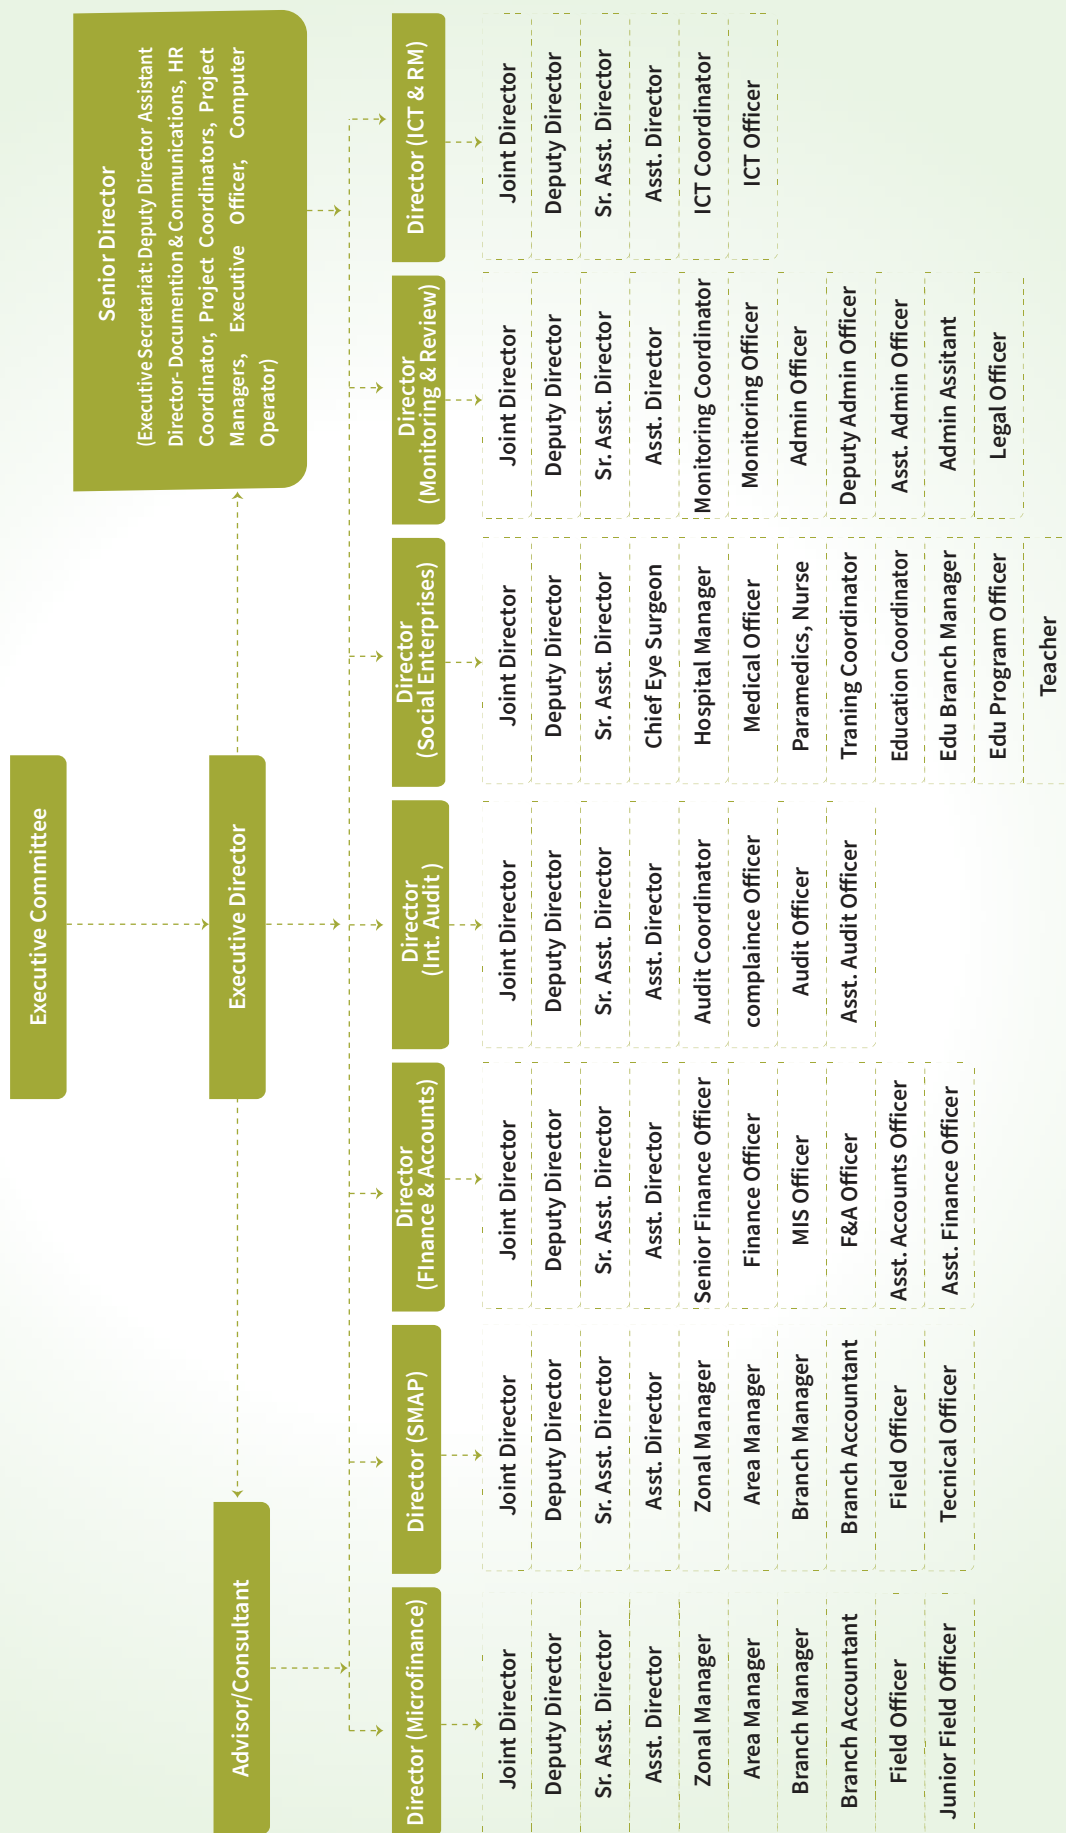 Executive Committee
Executive Director
Advisor/Consultant
Senior Director
(Executive Secretariat: Deputy Director Assistant
Director- Documention & Communications, HR
Coordinator, Project Coordinators, Project
Managers, Executive Officer, Computer
Operator)
Director (Microfinance)
Joint Director
Deputy Director
Sr. Asst. Director
Asst. Director
Zonal Manager
Area Manager
Branch Manager
Branch Accountant
Field Officer
Junior Field Officer
Director (SMAP)
Joint Director
Deputy Director
Sr. Asst. Director
Asst. Director
Zonal Manager
Area Manager
Branch Manager
Branch Accountant
Field Officer
Tecnical Officer
Director
(FInance & Accounts)
Joint Director
Deputy Director
Sr. Asst. Director
Asst. Director
Senior Finance Officer
Finance Officer
MIS Officer
F&A Officer
Asst. Accounts Officer
Asst. Finance Officer
Director
(Int. Audit )
Joint Director
Deputy Director
Sr. Asst. Director
Asst. Director
Audit Coordinator
complaince Officer
Audit Officer
Asst. Audit Officer
Director
(Social Enterprises)
Joint Director
Deputy Director
Sr. Asst. Director
Chief Eye Surgeon
Hospital Manager
Medical Officer
Paramedics, Nurse
Traning Coordinator
Education Coordinator
Edu Branch Manager
Edu Program Officer
Teacher
Director
(Monitoring & Review)
Joint Director
Deputy Director
Sr. Asst. Director
Asst. Director
Monitoring Coordinator
Monitoring Officer
Admin Officer
Deputy Admin Officer
Asst. Admin Officer
Admin Assitant
Legal Officer
Director (ICT & RM)
Joint Director
Deputy Director
Sr. Asst. Director
Asst. Director
ICT Coordinator
ICT Officer